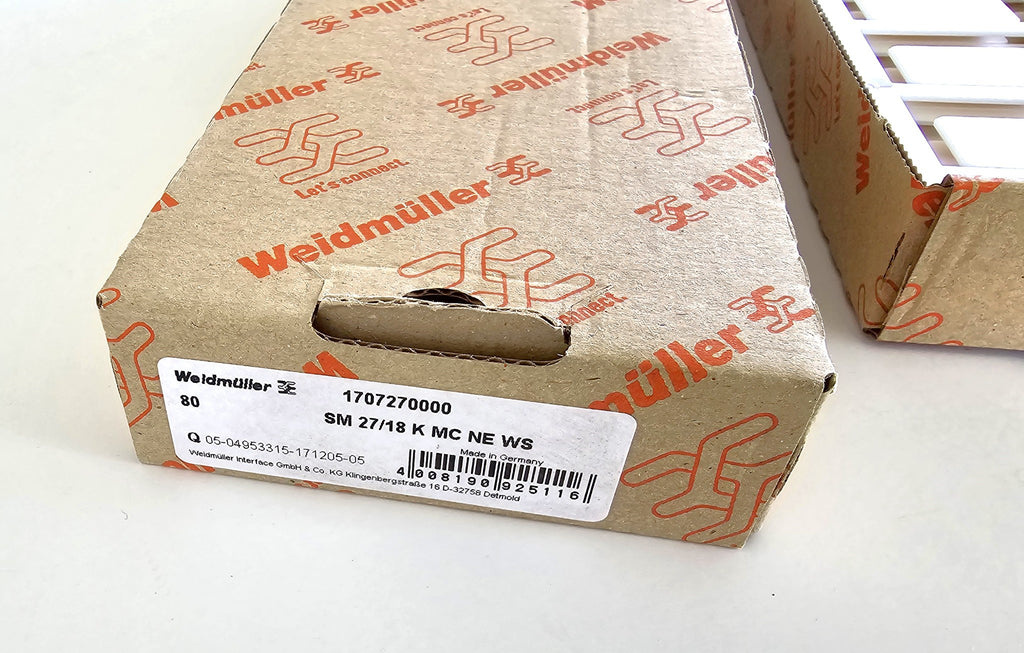 Weidmüller
Let's connect.
Weidmüller
müller
Let's connect.
Weidmüller
müller
Let's connect.
müller
Weidmüller
1707270000
80
SM 27/18 K MC NE WS
Made in Germany
Q 05-04953315-171205-05
4 008190 925116
Weidmüller Interface GmbH & Co. KG Klingenbergstraße 16 D-32758 Detmold